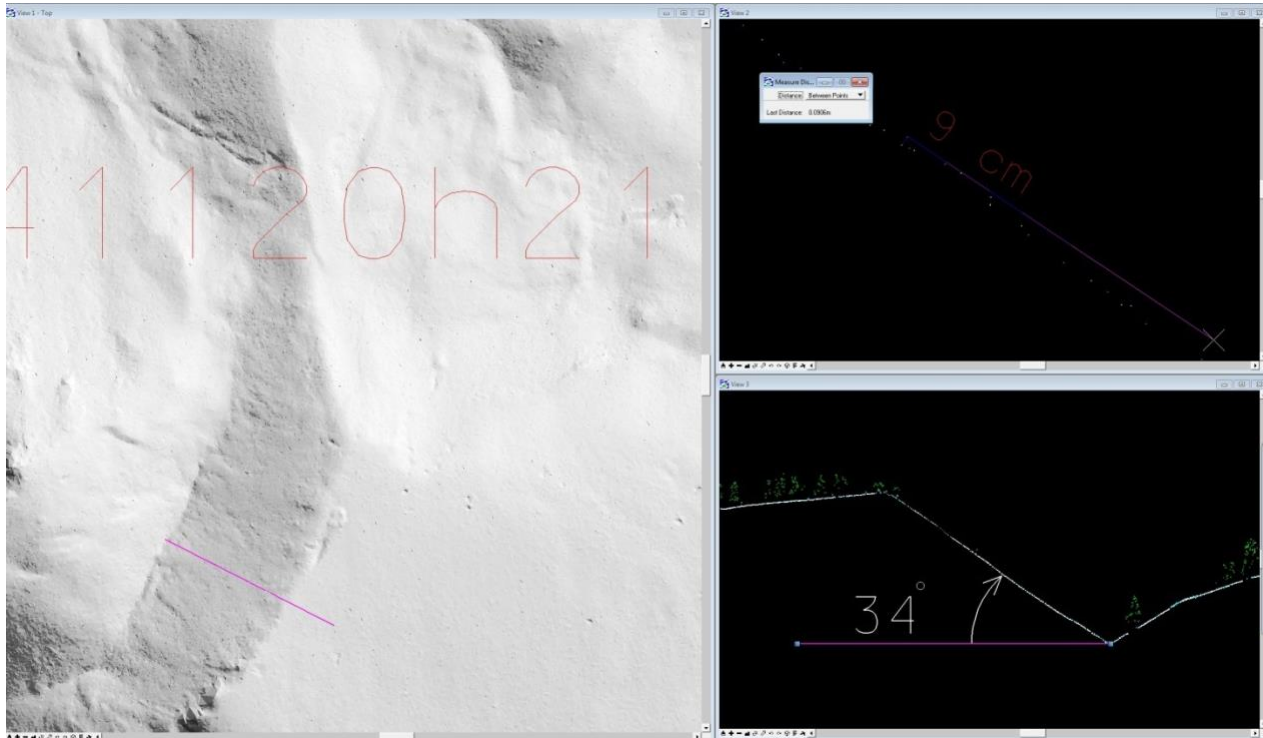 View 1 - Top
41120h21
View 2
Measure Dis...
Distance: Between Points
Last Distance: 0.0906m
9 cm
View 3
34°